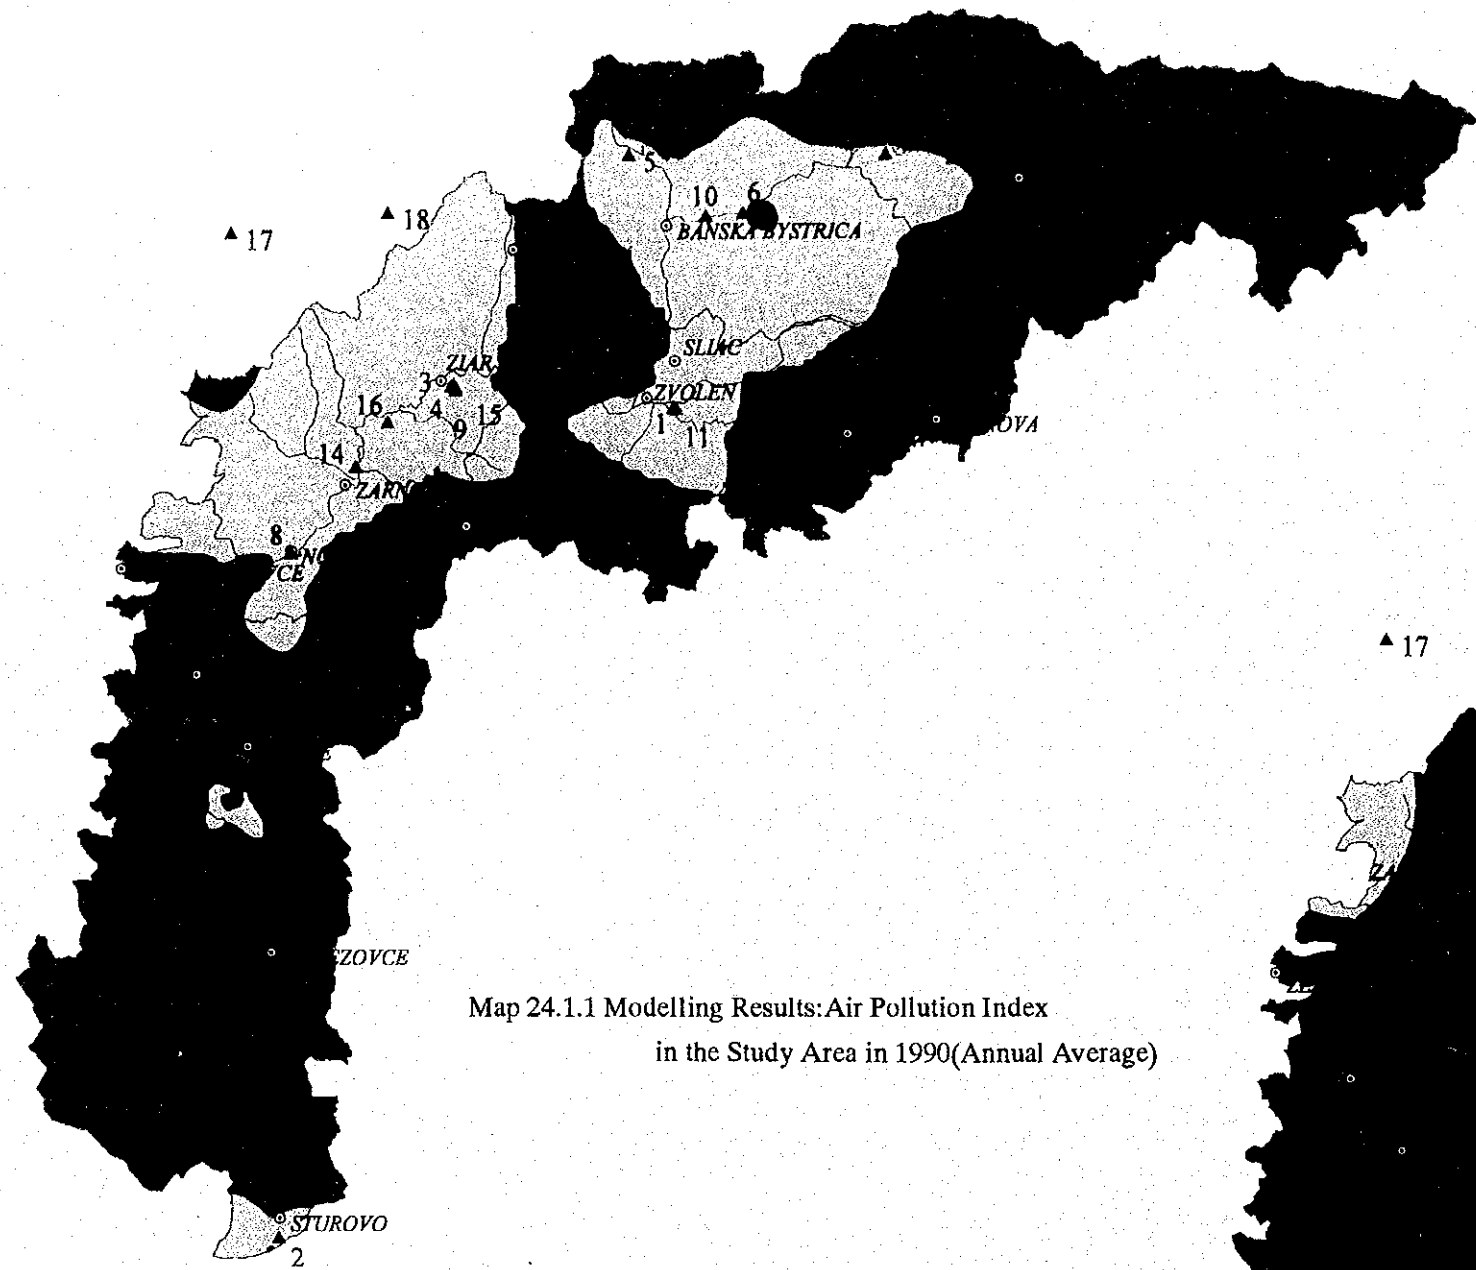 5
10 6
18
17
BANSKA BYSTRICA
SLIAC
ZIAR
3
ZVOLEN
16 4 15
1
9 11
14
8
CE
17
Map 24.1.1 Modelling Results:Air Pollution Index
in the Study Area in 1990(Annual Average)
STUROVO
2